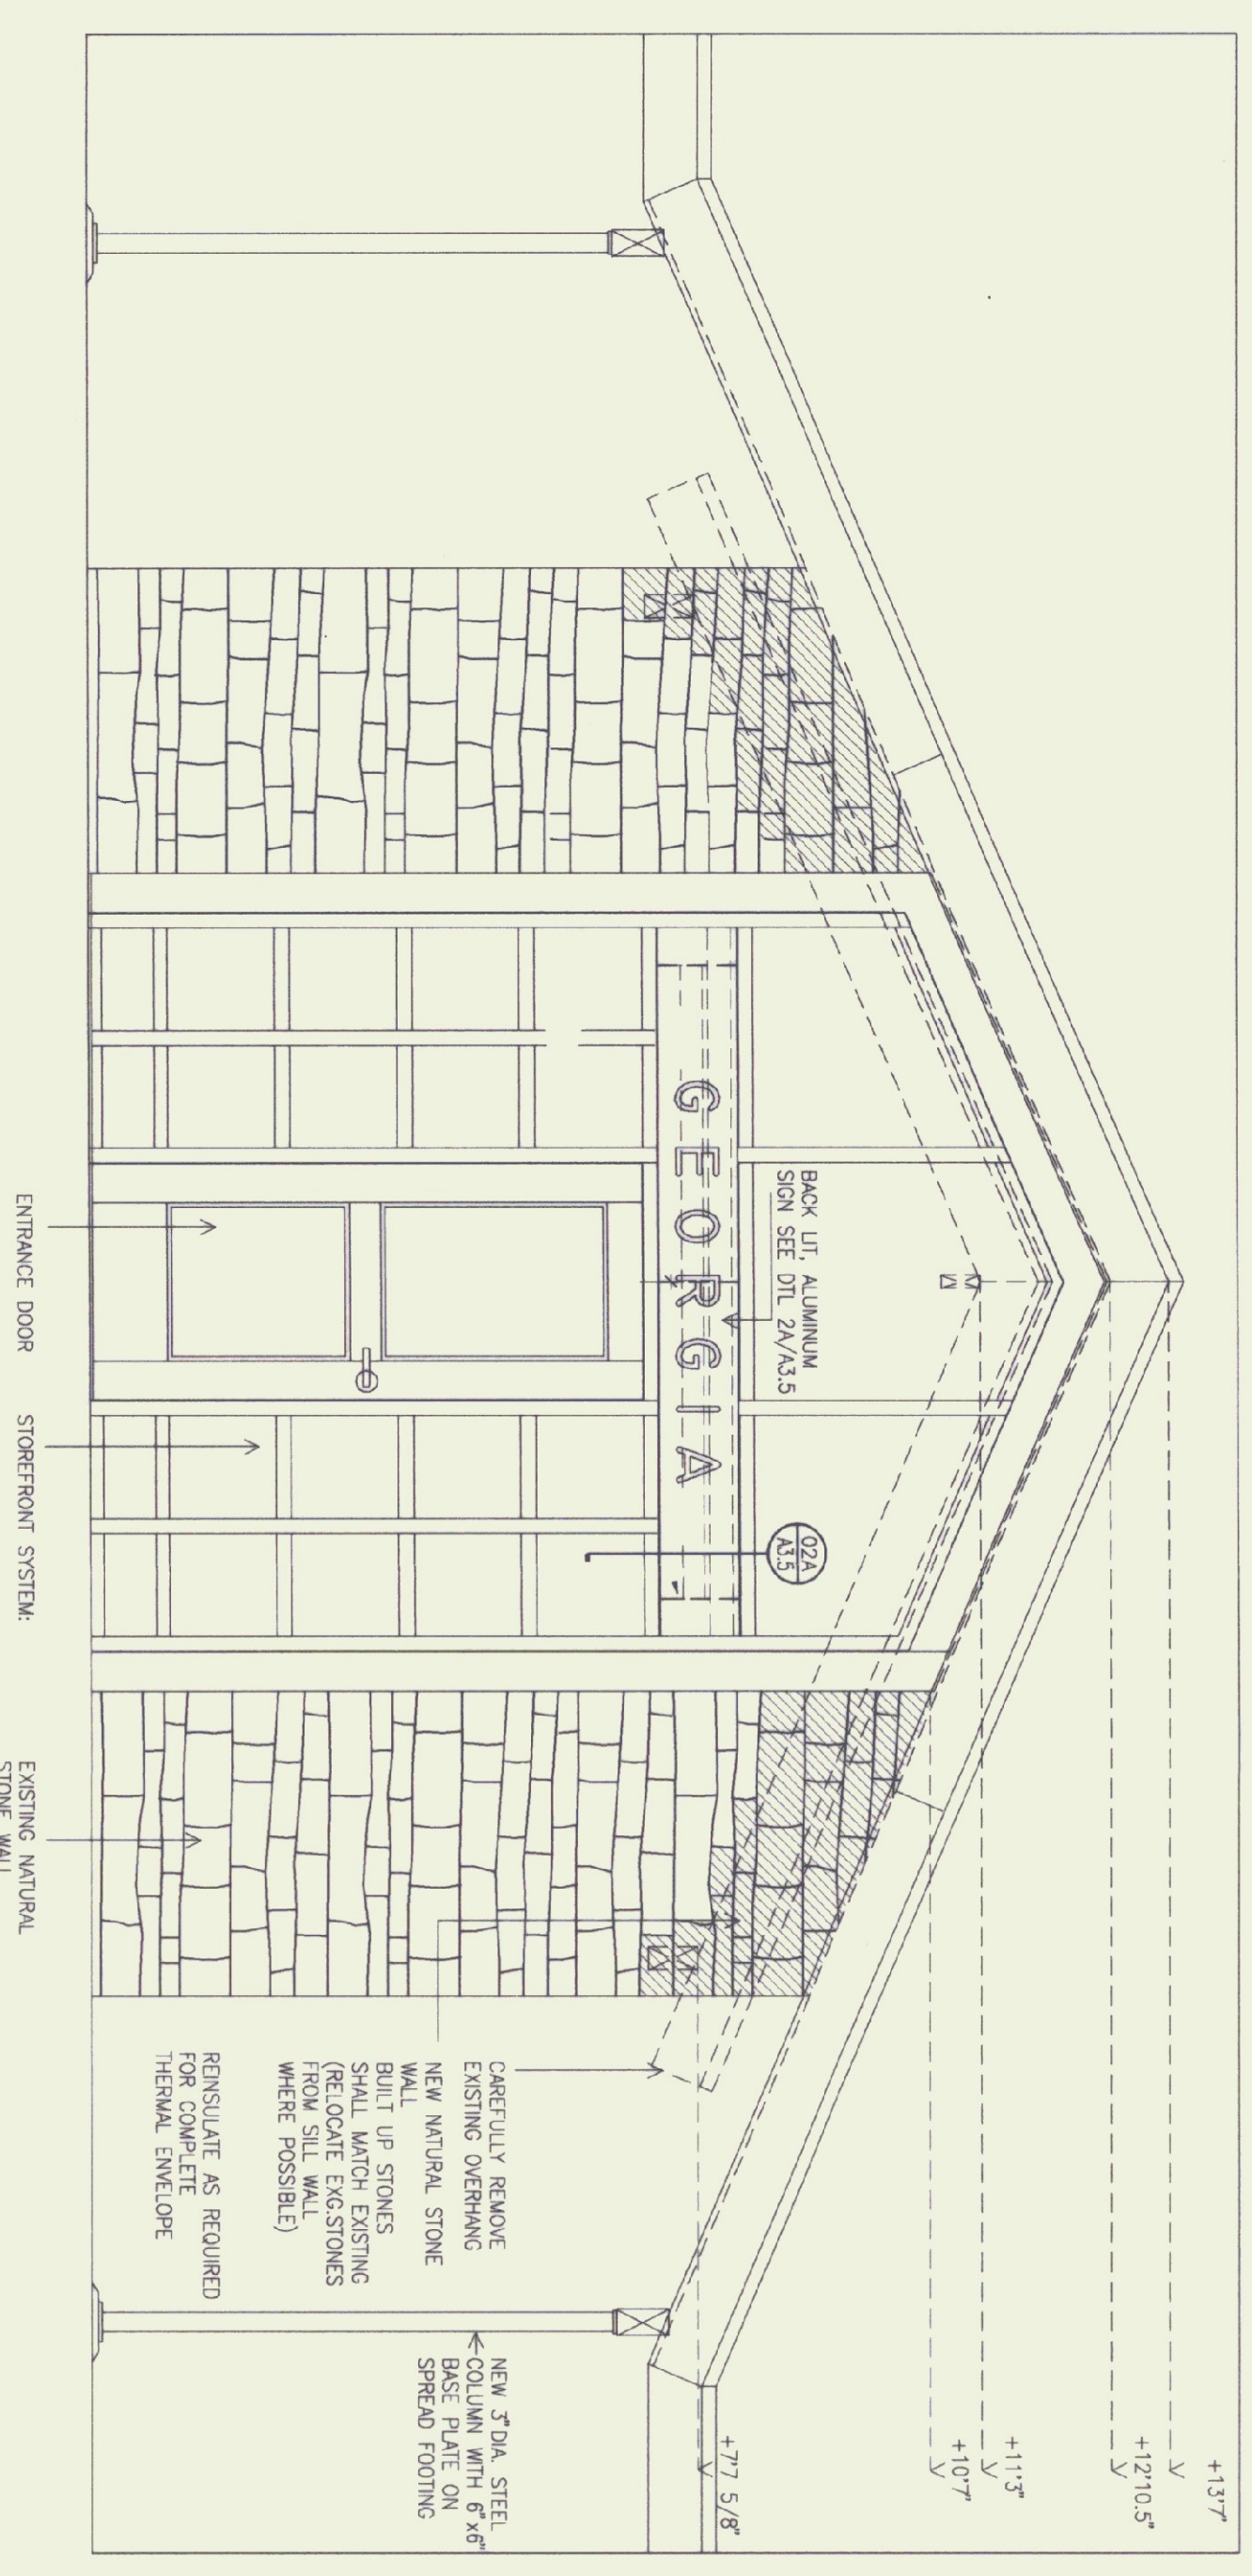 +13'7"
+12'10.5"
+11'3"
+10'7"
+7'7 5/8"
BACK LIT, ALUMINUM
SIGN SEE DTL 2A/A3.5
02A
A3.5
GEORGIA
CAREFULLY REMOVE
EXISTING OVERHANG
NEW NATURAL STONE
WALL
BUILT UP STONES
SHALL MATCH EXISTING
(RELOCATE EXG.STONES
FROM SILL WALL
WHERE POSSIBLE)
REINSULATE AS REQUIRED
FOR COMPLETE
THERMAL ENVELOPE
NEW 3"DIA. STEEL
COLUMN WITH 6"x6"
BASE PLATE ON
SPREAD FOOTING
ENTRANCE DOOR
STOREFRONT SYSTEM:
EXISTING NATURAL
STONE WALL